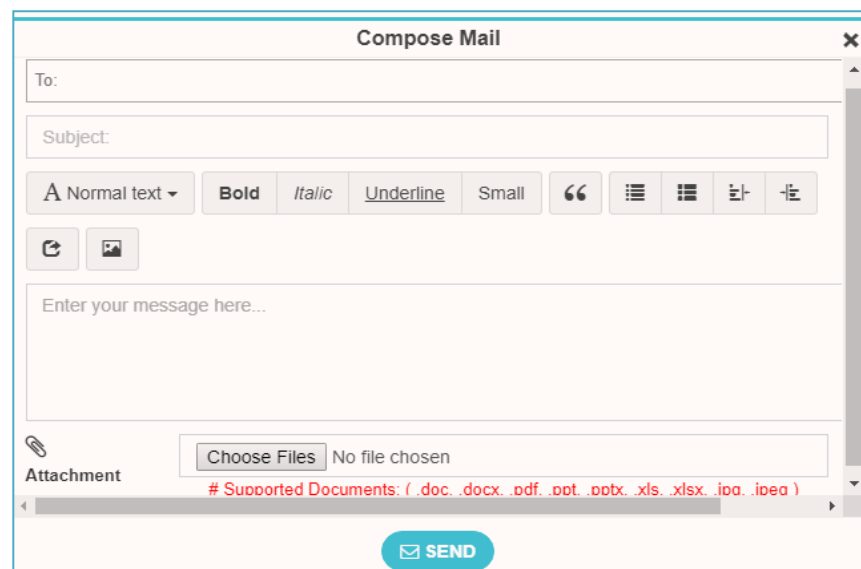 Compose Mail
To:
Subject:
A Normal text Bold Italic Underline Small
Enter your message here...
Attachment
Choose Files No file chosen
# Supported Documents: ( .doc, .docx, .pdf, .ppt, .pptx, .xls, .xlsx, .jpg, .jpeg )
SEND